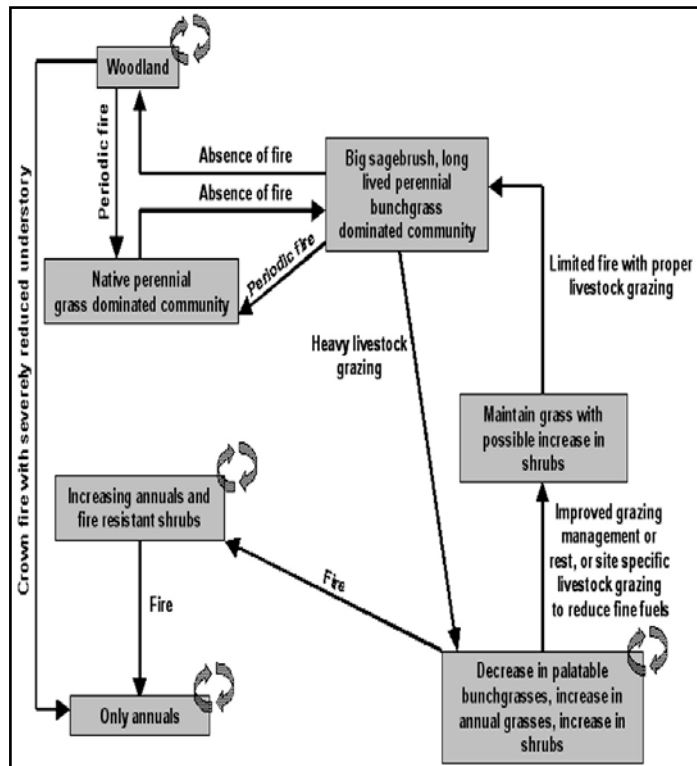 Woodland
Crown fire with severely reduced understory
Periodic fire
Absence of fire
Absence of fire
Big sagebrush, long
lived perennial
bunchgrass
dominated community
Native perennial
grass dominated community
Periodic fire
Limited fire with proper
livestock grazing
Heavy livestock
grazing
Maintain grass with
possible increase in
shrubs
Increasing annuals and
fire resistant shrubs
Improved grazing
management or
rest, or site specific
livestock grazing
to reduce fine fuels
Fire
Fire
Only annuals
Decrease in palatable
bunchgrasses, increase in
annual grasses, increase in
shrubs